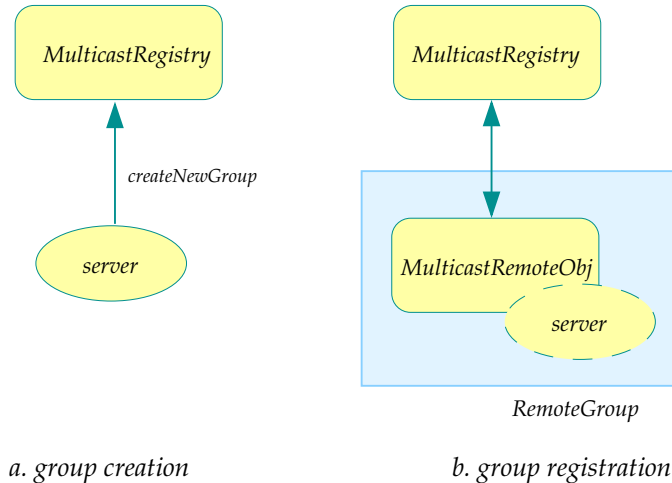 MulticastRegistry
createNewGroup
server
a. group creation
MulticastRegistry
MulticastRemoteObj
server
RemoteGroup
b. group registration